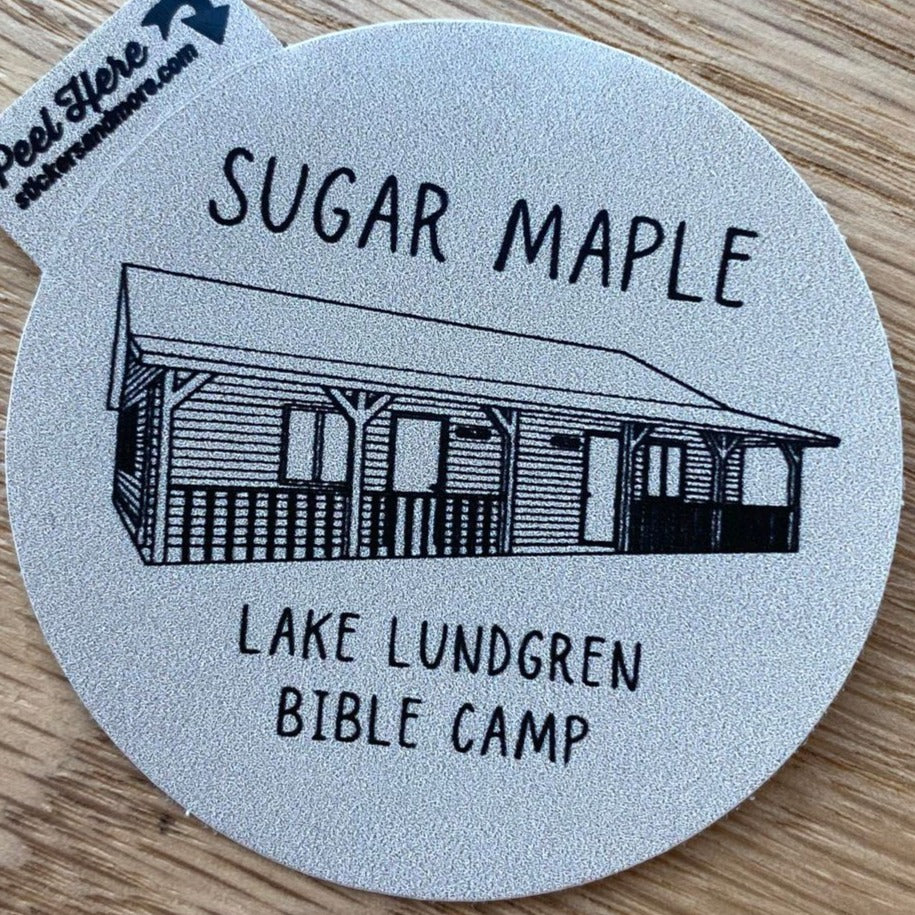 Peel Here
stickersandmore.com
SUGAR MAPLE
LAKE LUNDGREN
BIBLE CAMP